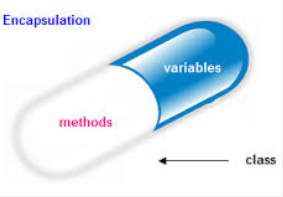 Encapsulation
variables
methods
class